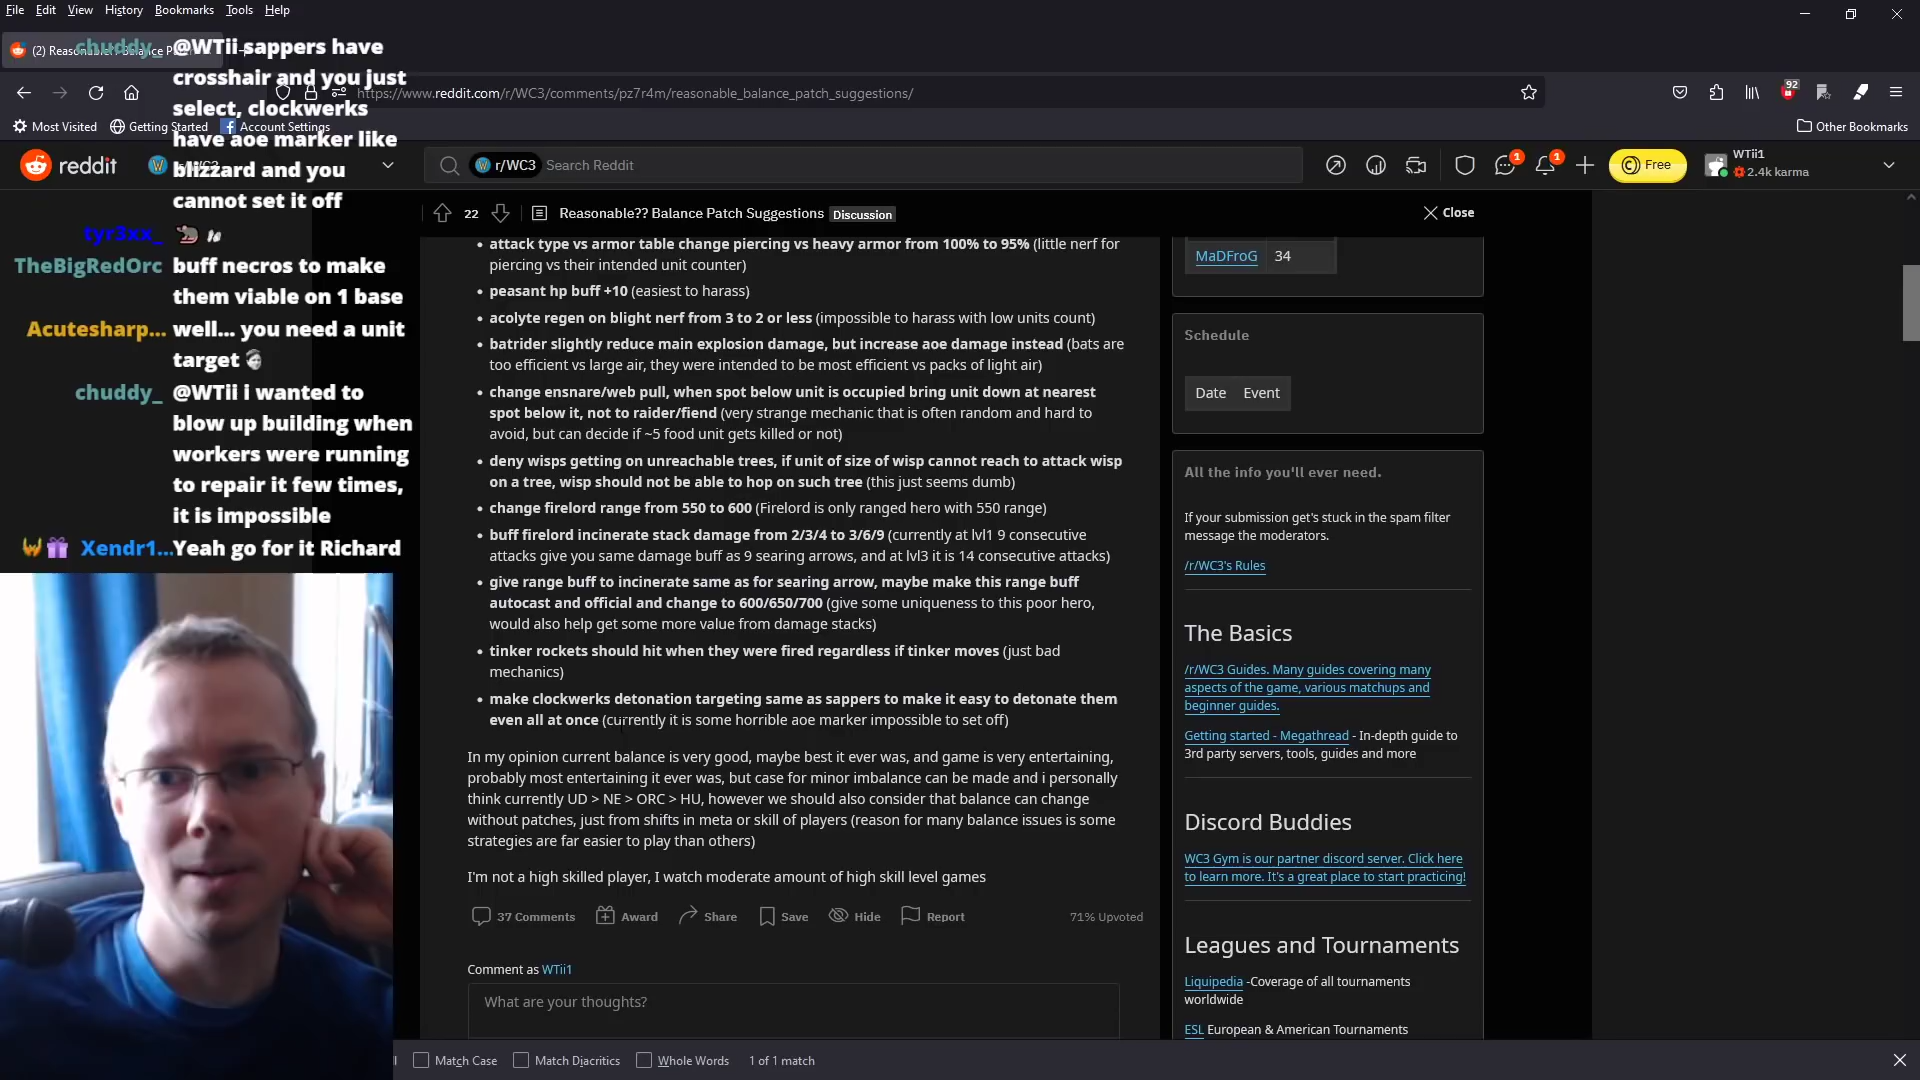 File Edit View History Bookmarks Tools Help
chuddy_ @WTii sappers have
crosshair and you just
select, clockwerks
have aoe marker like
blizzard and you
cannot set it off
tyr3xx_
TheBigRedOrc buff necros to make
them viable on 1 base
Acutesharp... well... you need a unit
target
chuddy_ @WTii i wanted to
blow up building when
workers were running
to repair it few times,
it is impossible
Xendr1... Yeah go for it Richard
https://www.reddit.com/r/WC3/comments/pz7r4m/reasonable_balance_patch_suggestions/
92
Most Visited Getting Started Account Settings
Other Bookmarks
reddit
r/WC3 Search Reddit
1 1
Free
WTii1
2.4k karma
22 Reasonable?? Balance Patch Suggestions Discussion
Close
attack type vs armor table change piercing vs heavy armor from 100% to 95% (little nerf for
piercing vs their intended unit counter)
• peasant hp buff +10 (easiest to harass)
• acolyte regen on blight nerf from 3 to 2 or less (impossible to harass with low units count)
• batrider slightly reduce main explosion damage, but increase aoe damage instead (bats are
too efficient vs large air, they were intended to be most efficient vs packs of light air)
• change ensnare/web pull, when spot below unit is occupied bring unit down at nearest
spot below it, not to raider/fiend (very strange mechanic that is often random and hard to
avoid, but can decide if ~5 food unit gets killed or not)
• deny wisps getting on unreachable trees, if unit of size of wisp cannot reach to attack wisp
on a tree, wisp should not be able to hop on such tree (this just seems dumb)
• change firelord range from 550 to 600 (Firelord is only ranged hero with 550 range)
• buff firelord incinerate stack damage from 2/3/4 to 3/6/9 (currently at lvl1 9 consecutive
attacks give you same damage buff as 9 searing arrows, and at lvl3 it is 14 consecutive attacks)
• give range buff to incinerate same as for searing arrow, maybe make this range buff
autocast and official and change to 600/650/700 (give some uniqueness to this poor hero,
would also help get some more value from damage stacks)
• tinker rockets should hit when they were fired regardless if tinker moves (just bad
mechanics)
• make clockwerks detonation targeting same as sappers to make it easy to detonate them
even all at once (currently it is some horrible aoe marker impossible to set off)
In my opinion current balance is very good, maybe best it ever was, and game is very entertaining,
probably most entertaining it ever was, but case for minor imbalance can be made and i personally
think currently UD > NE > ORC > HU, however we should also consider that balance can change
without patches, just from shifts in meta or skill of players (reason for many balance issues is some
strategies are far easier to play than others)
I'm not a high skilled player, I watch moderate amount of high skill level games
37 Comments Award Share Save Hide Report 71% Upvoted
Comment as WTii1
What are your thoughts?
MaDFroG 34
Schedule
Date Event
All the info you'll ever need.
If your submission get's stuck in the spam filter
message the moderators.
/r/WC3's Rules
The Basics
/r/WC3 Guides. Many guides covering many
aspects of the game, various matchups and
beginner guides.
Getting started - Megathread - In-depth guide to
3rd party servers, tools, guides and more
Discord Buddies
WC3 Gym is our partner discord server. Click here
to learn more. It's a great place to start practicing!
Leagues and Tournaments
Liquipedia -Coverage of all tournaments
worldwide
ESL European & American Tournaments
Match Case Match Diacritics Whole Words 1 of 1 match